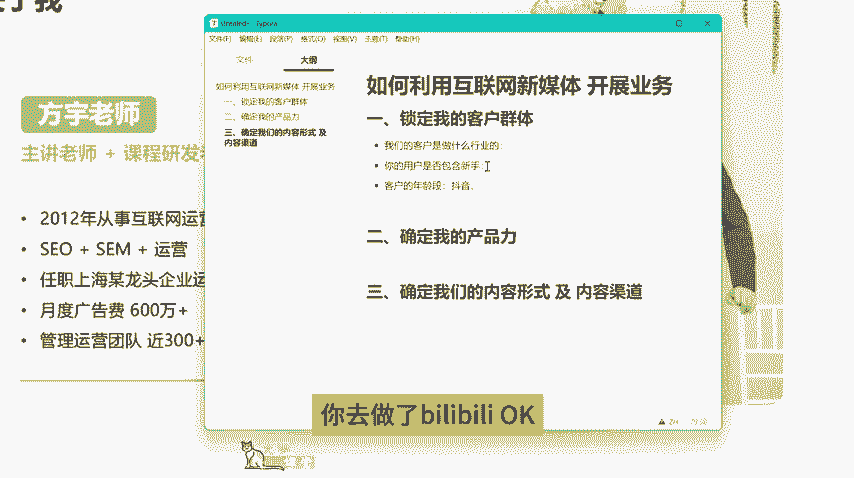 关于我
方宇老师
主讲老师 + 课程研发
2012年从事互联网运营
SEO + SEM + 运营
任职上海某龙头企业运
月度广告费 600万+
管理运营团队 近300+
文件(F) 编辑(E) 段落(P) 格式(O) 视图(V) 主题(T) 帮助(H)
文件 大纲
如何利用互联网新媒体 开展业务
一、锁定我的客户群体
二、确定我的产品力
三、确定我们的内容形式 及
内容渠道
如何利用互联网新媒体 开展业务
一、锁定我的客户群体
我们的客户是做什么行业的:
你的用户是否包含新手:
客户的年龄段：抖音、
二、确定我的产品力
三、确定我们的内容形式 及 内容渠道
你去做了bilibili OK